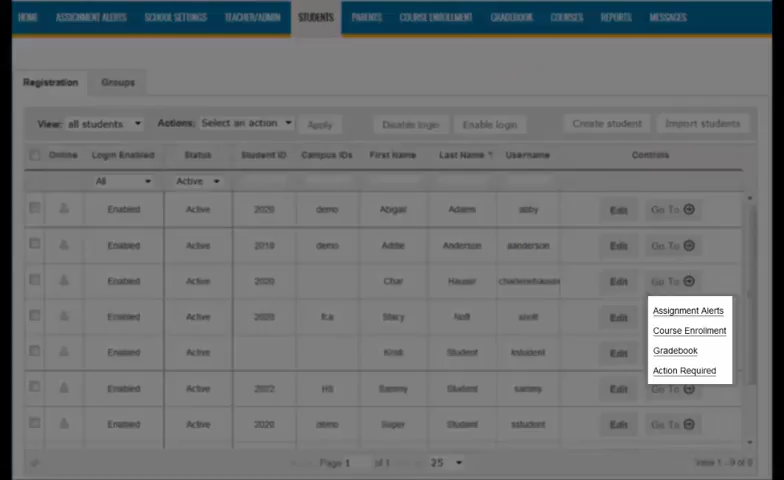 HOME ASSIGNMENT ALERTS SCHOOL SETTINGS TEACHER/ADMIN STUDENTS PARENTS COURSE ENROLLMENT GRADEBOOK COURSES REPORTS MESSAGES
Registration Groups
View: all students Actions: Select an action Apply Disable login Enable login Create student Import students
Online Login Enabled Status Student ID Campus IDs First Name Last Name Username Controls
All Active
Enabled Active 2020 demo Abigail Adams abby Edit Go To
Enabled Active 2019 demo Addie Anderson aanderson Edit Go To
Enabled Active 2020 Char Hauser Edit Go To
Enabled Active 2020 fca Stacy Edit
Assignment Alerts
Course Enrollment
Enabled Active Kristi Student kstudent Edit
Gradebook
Action Required
Enabled Active 2022 HS Sammy Student sammy Edit Go To
Enabled Active 2020 demo Super Student sstudent Edit Go To
Page 1 of 1 25 View 1 - 9 of 9